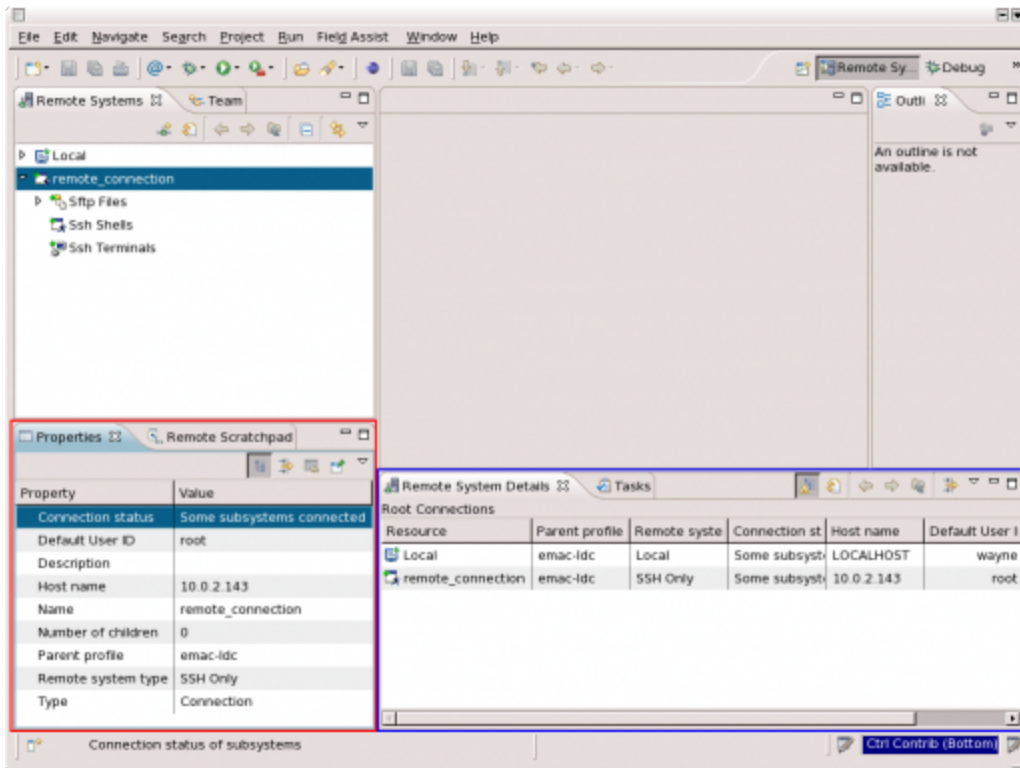 File Edit Navigate Search Project Run Field Assist Window Help
Remote Sy... Debug »
Remote Systems Team
Outli
Local
remote_connection
Sftp Files
Ssh Shells
Ssh Terminals
An outline is not
available.
Properties Remote Scratchpad
Property Value
Connection status Some subsystems connected
Default User ID root
Description
Host name 10.0.2.143
Name remote_connection
Number of children 0
Parent profile emac-ldc
Remote system type SSH Only
Type Connection
Remote System Details Tasks
Root Connections
Resource Parent profile Remote syste Connection st Host name Default User I
Local emac-ldc Local Some subsyst LOCALHOST wayne
remote_connection emac-ldc SSH Only Some subsyst 10.0.2.143 root
Connection status of subsystems
Ctrl Contrib (Bottom)